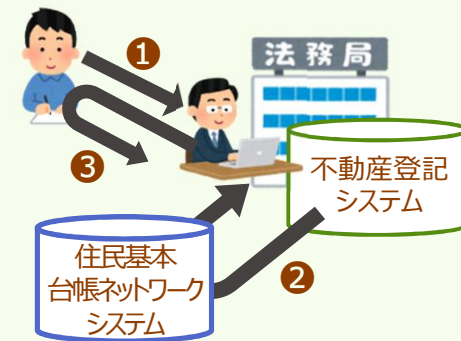 ❶
法務局
❸
不動産登記
システム
住民基本
台帳ネットワーク
システム
❷